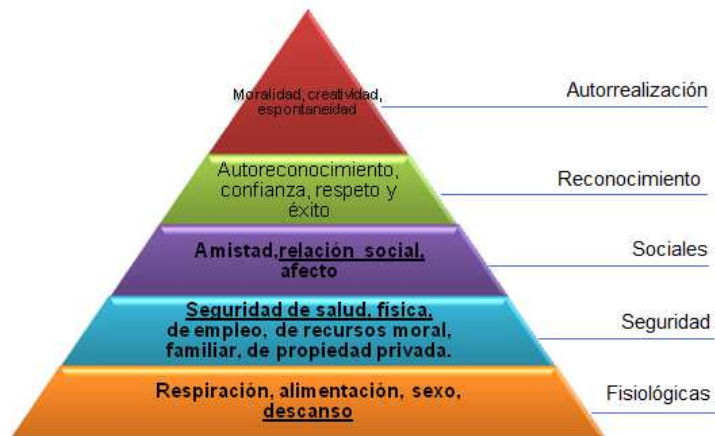 Moralidad, creatividad,
espontaneidad
Autorrealización
Autoreconocimiento,
confianza, respeto y
éxito
Reconocimiento
Amistad,relación social,
afecto
Sociales
Seguridad de salud, física,
de empleo, de recursos moral,
familiar, de propiedad privada.
Seguridad
Respiración, alimentación, sexo,
descanso
Fisiológicas